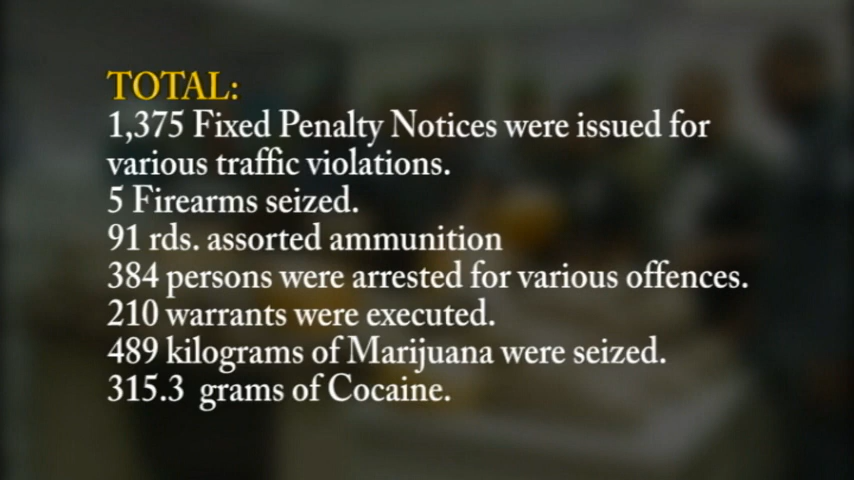 TOTAL:
1,375 Fixed Penalty Notices were issued for
various traffic violations.
5 Firearms seized.
91 rds. assorted ammunition
384 persons were arrested for various offences.
210 warrants were executed.
489 kilograms of Marijuana were seized.
315.3  grams of Cocaine.